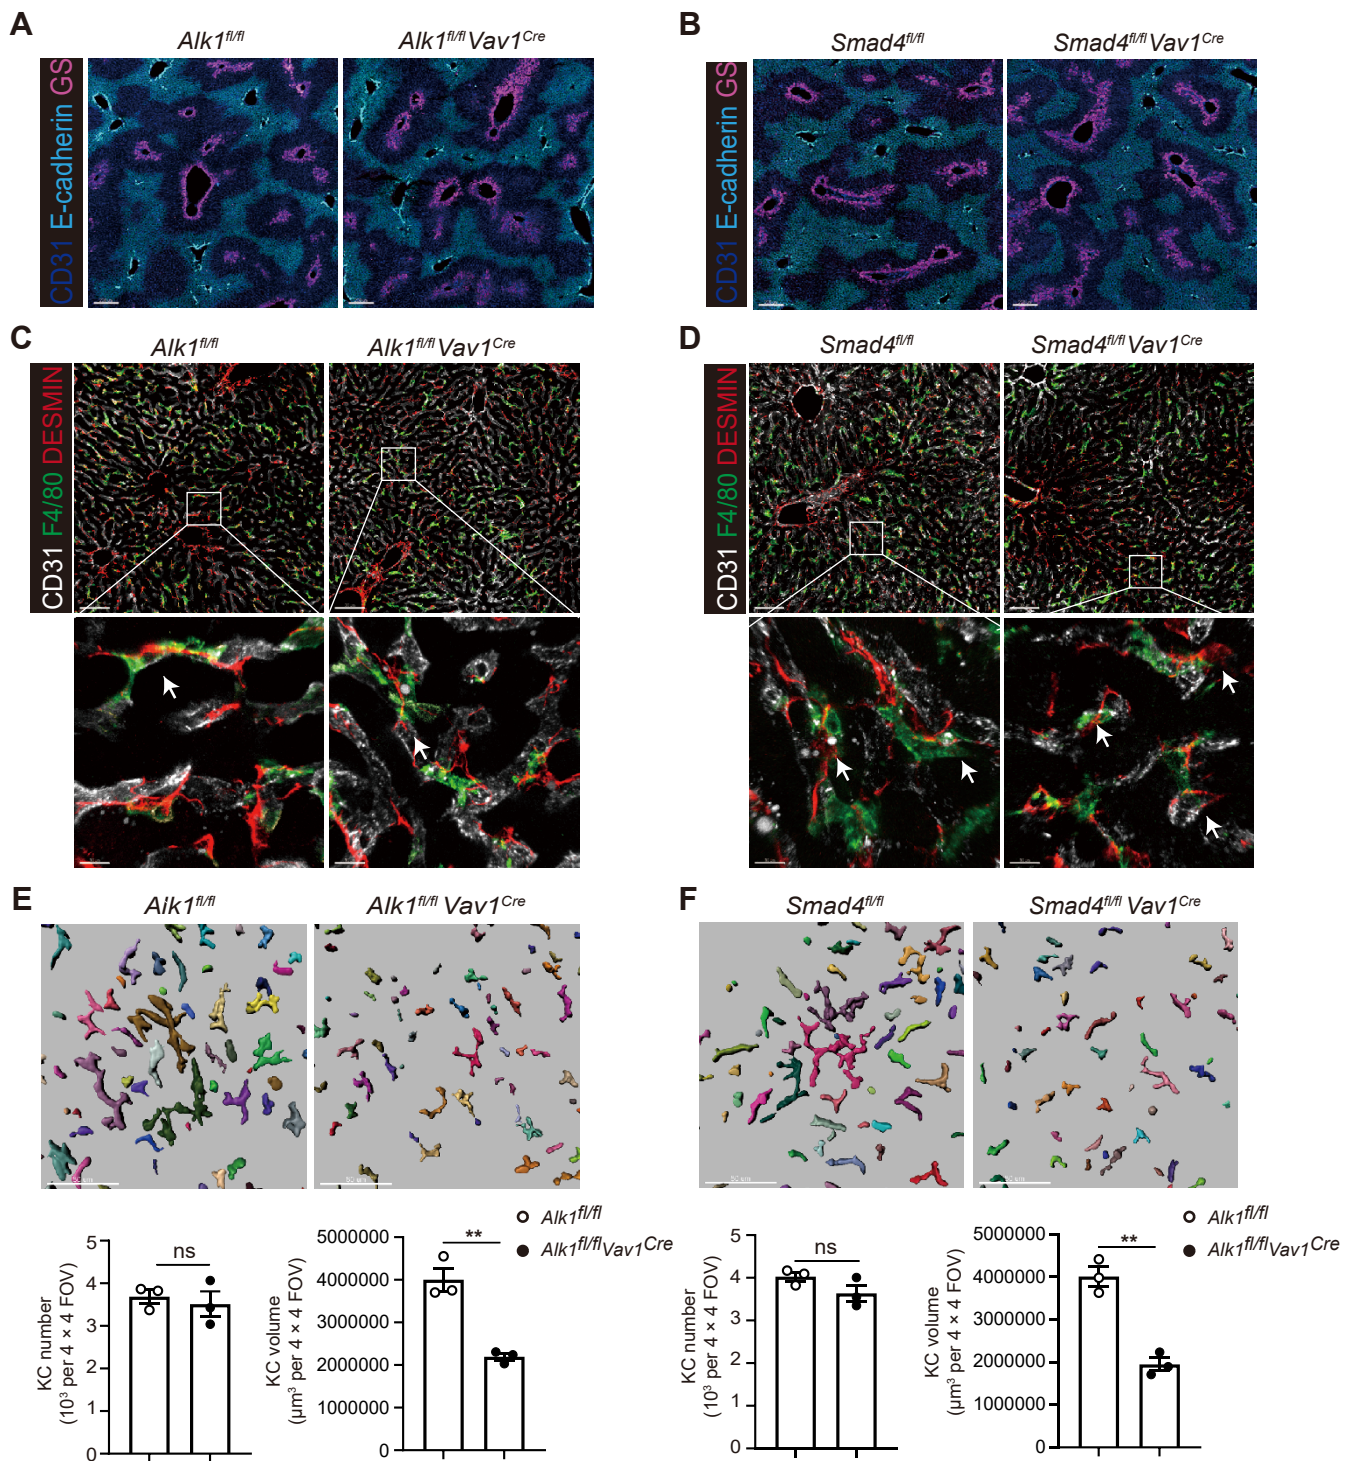 A
Alk1fl/fl
Alk1fl/fl Vav1Cre
CD31 E-cadherin GS
B
Smad4fl/fl
Smad4fl/fl Vav1Cre
CD31 E-cadherin GS
C
Alk1fl/fl
Alk1fl/fl Vav1Cre
CD31 F4/80 DESMIN
D
Smad4fl/fl
Smad4fl/fl Vav1Cre
CD31 F4/80 DESMIN
E
Aik1fl/fl
Alk1fl/fl Vav1Cre
F
Smad4fl/fl
Smad4fl/fl Vav1Cre
KC number
(10³ per 4 × 4 FOV)
5
4
3
2
1
0
ns
KC volume
(µm³ per 4 × 4 FOV)
5000000
4000000
3000000
2000000
1000000
0
**
Alk1fl/fl
Alk1fl/flVav1Cre
KC number
(10³ per 4 × 4 FOV)
5
4
3
2
1
0
ns
KC volume
(µm³ per 4 × 4 FOV)
5000000
4000000
3000000
2000000
1000000
0
**
Alk1fl/fl
Alk1fl/flVav1Cre